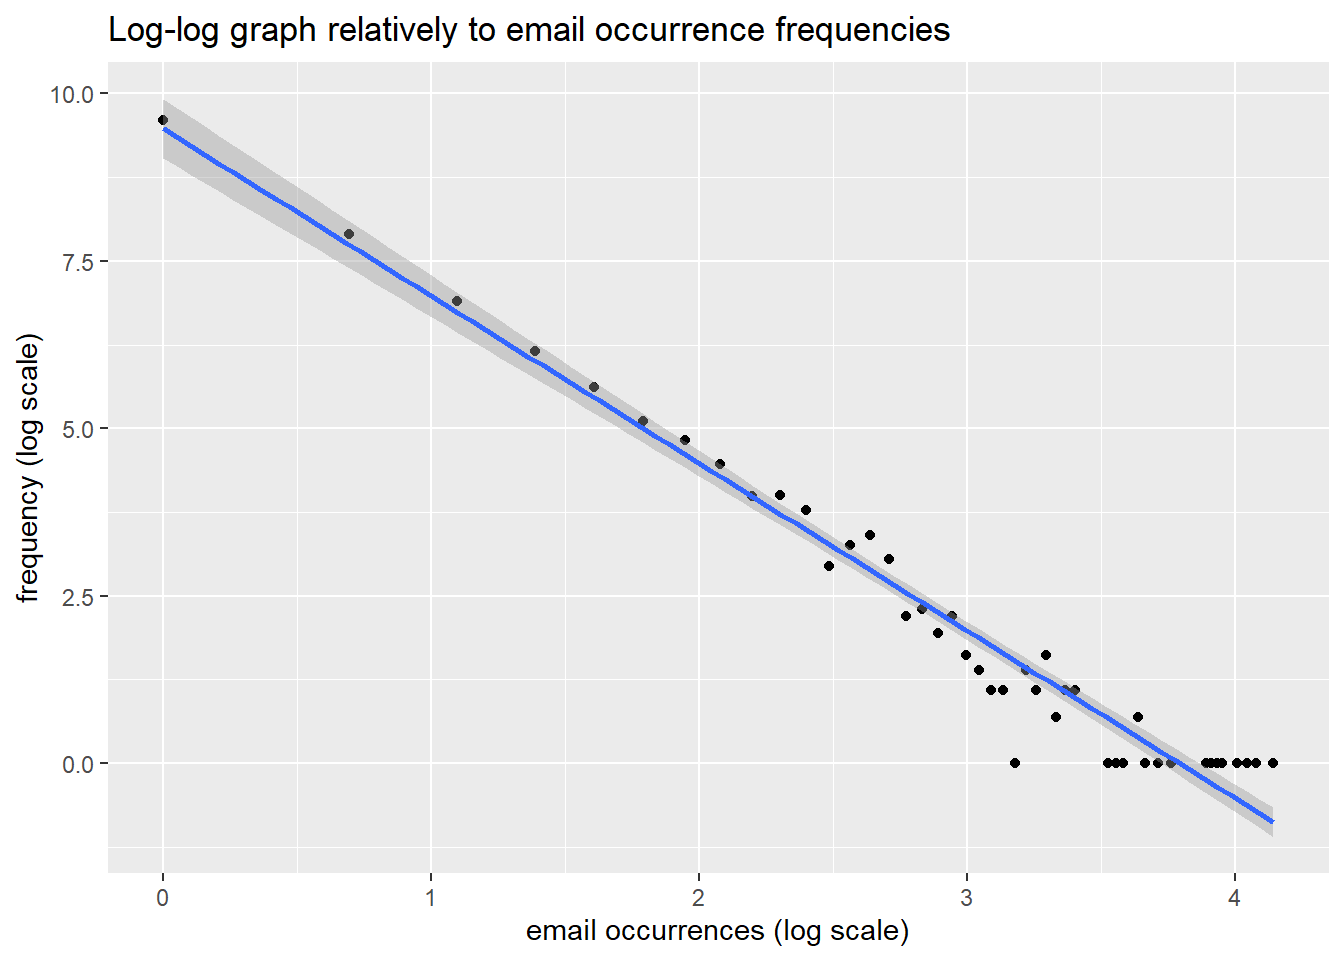 Log-log graph relatively to email occurrence frequencies
10.0
7.5
5.0
2.5
0.0
frequency (log scale)
0 1 2 3 4
email occurrences (log scale)